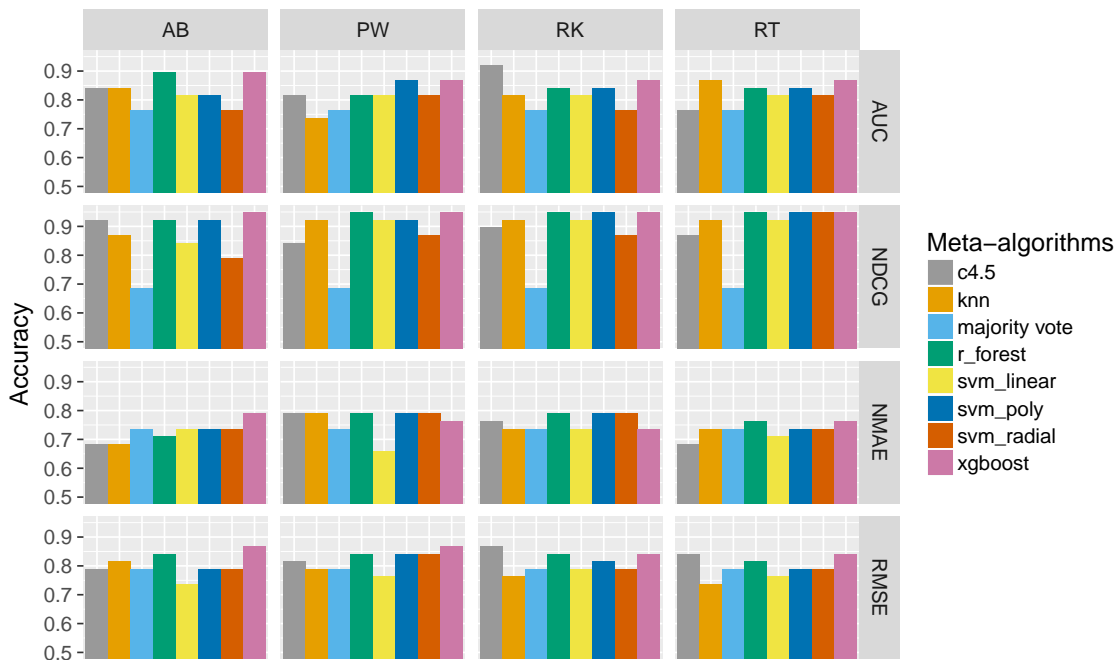 AB PW RK RT
0.9
0.8
0.7
0.6
0.5
AUC
0.9
0.8
0.7
0.6
0.5
NDCG
0.9
0.8
0.7
0.6
0.5
NMAE
0.9
0.8
0.7
0.6
0.5
RMSE
Accuracy
Meta-algorithms
c4.5
knn
majority vote
r_forest
svm_linear
svm_poly
svm_radial
xgboost